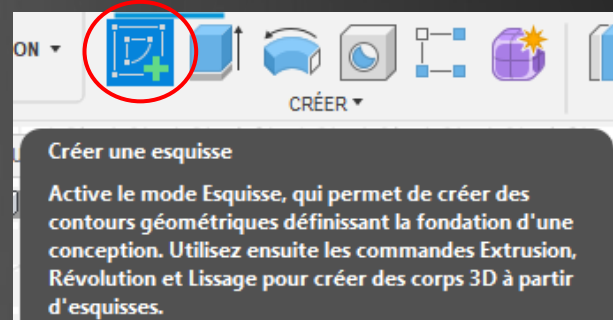 ON ▾
CRÉER ▾
Créer une esquisse
Active le mode Esquisse, qui permet de créer des
contours géométriques définissant la fondation d'une
conception. Utilisez ensuite les commandes Extrusion,
Révolution et Lissage pour créer des corps 3D à partir
d'esquisses.